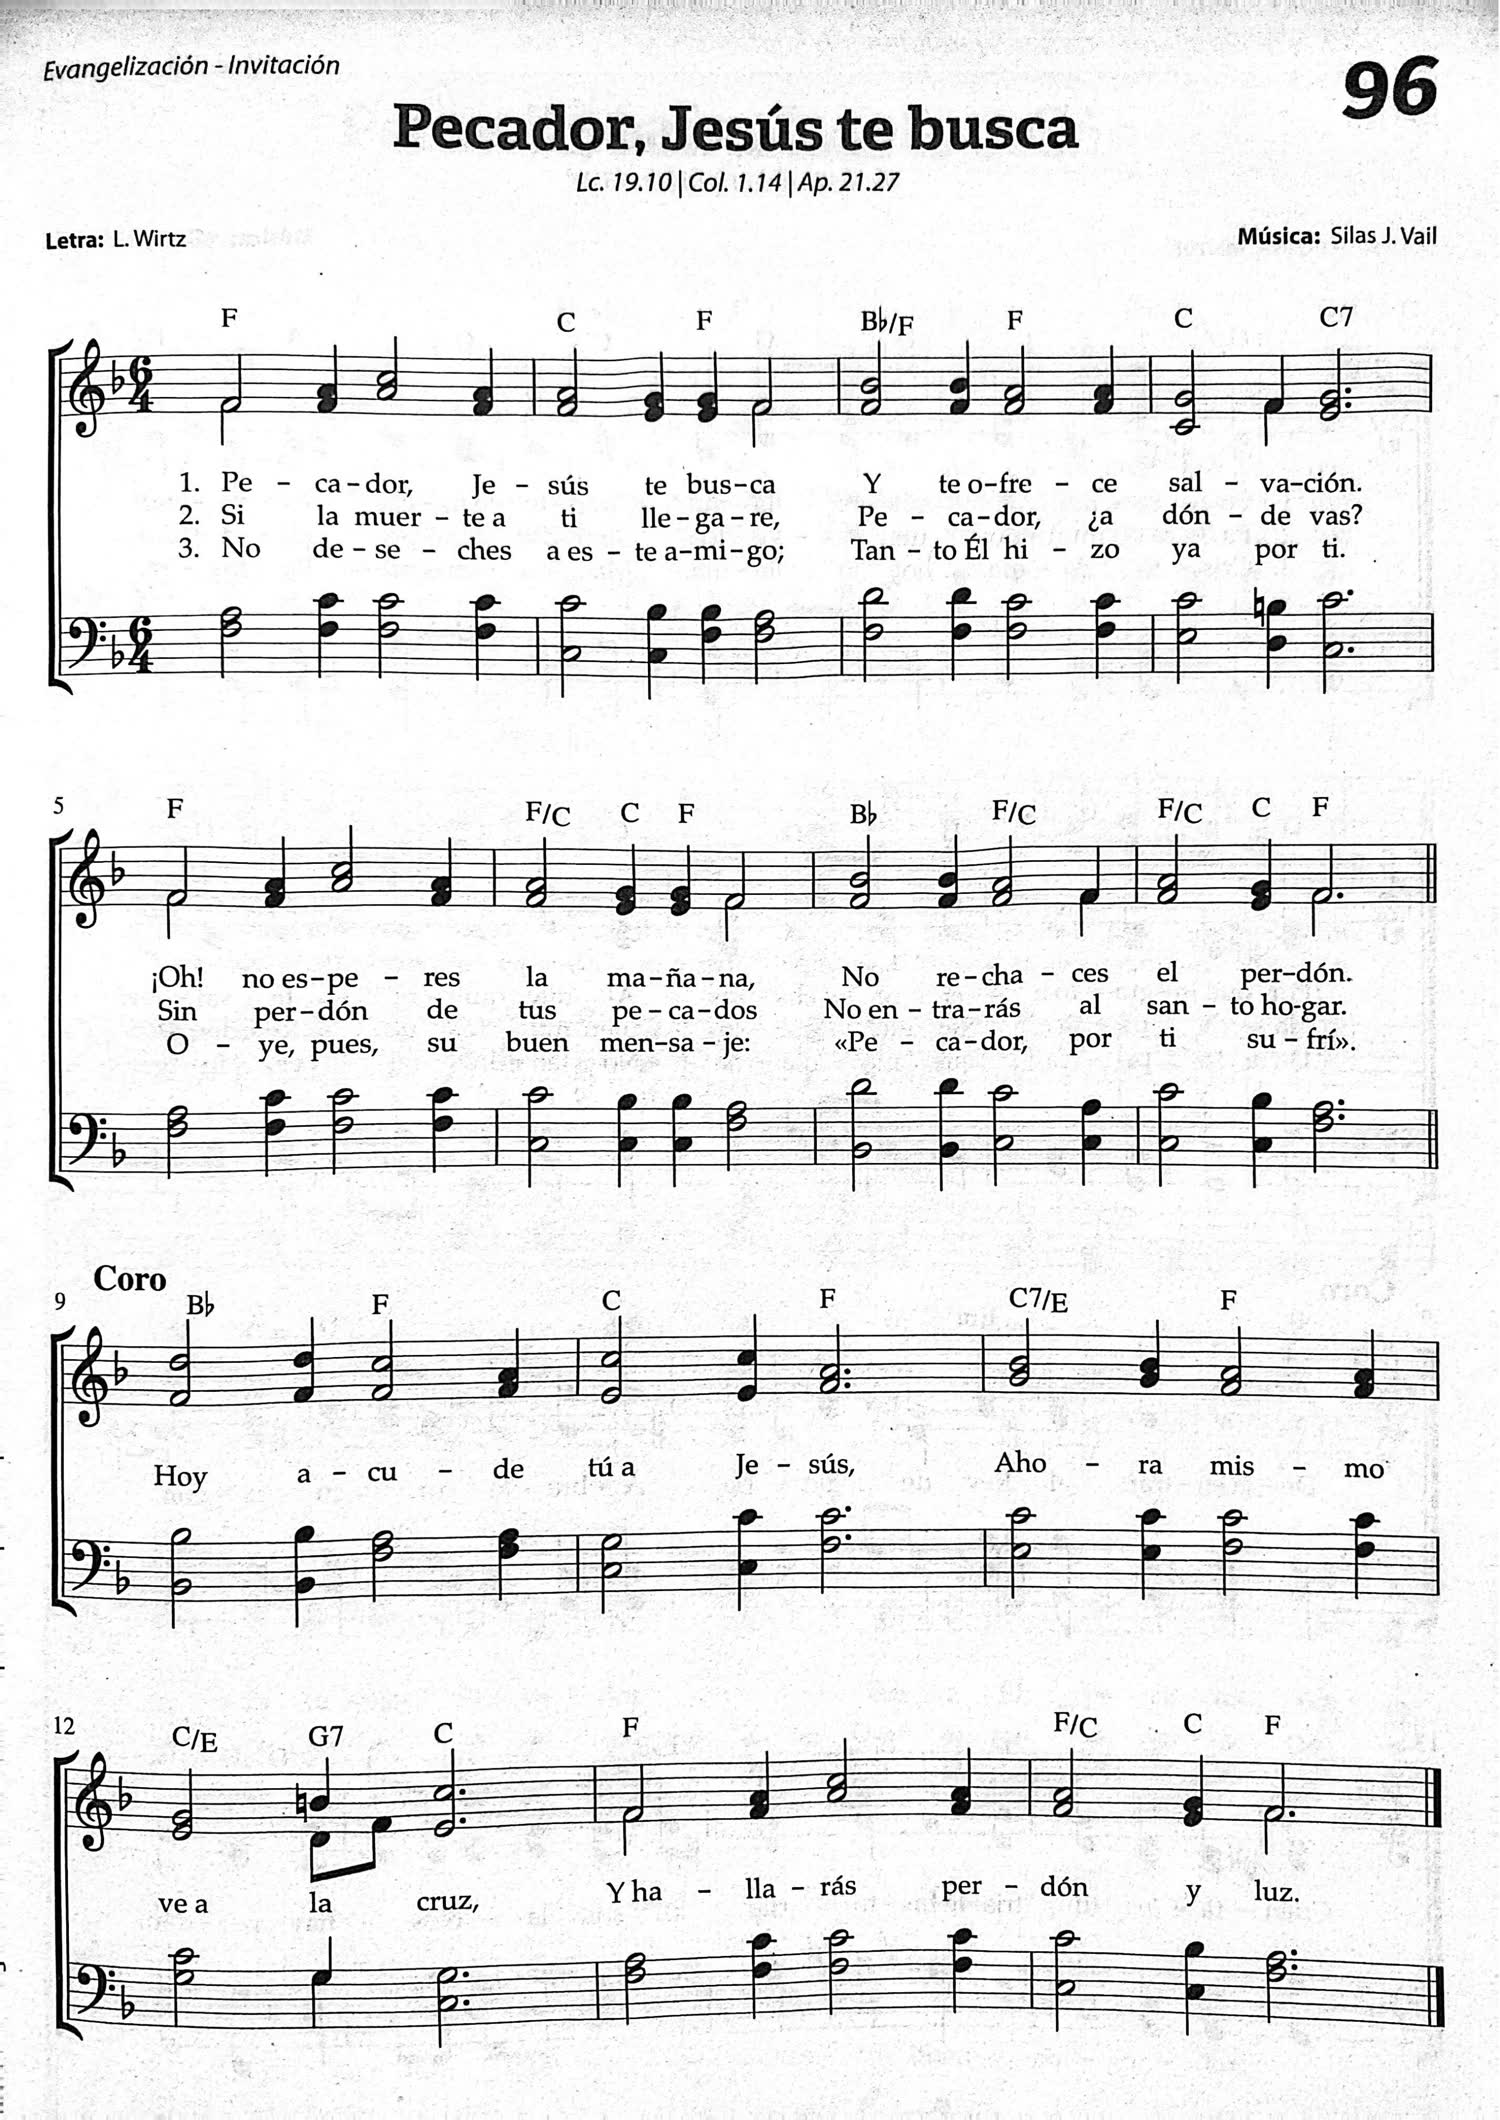 Evangelización - Invitación
96
Pecador, Jesús te busca
Lc. 19.10 | Col. 1.14 | Ap. 21.27
Letra: L. Wirtz
Música: Silas J. Vail
F C F B♭/F F C C7
6 4
1. Pe – ca – dor, Je – sús te bus – ca Y te o – fre – ce sal – va – ción.
2. Si la muer – te a ti lle – ga – re, Pe – ca – dor, ¿a dón – de vas?
3. No de – se – ches a es – te a – mi – go; Tan – to Él hi – zo ya por ti.
6 4
5
F F/C C F B♭ F/C F/C C F
¡Oh! no es – pe – res la ma – ña – na, No re – cha – ces el per – dón.
Sin per – dón de tus pe – ca – dos No en – tra – rás al san – to ho – gar.
O – ye, pues, su buen men – sa – je: «Pe – ca – dor, por ti su – frí».
Coro
9
B♭ F C F C7/E F
Hoy a – cu – de tú a Je – sús, Aho – ra mis – mo
12
C/E G7 C F F/C C F
ve a la cruz, Y ha – lla – rás per – dón y luz.